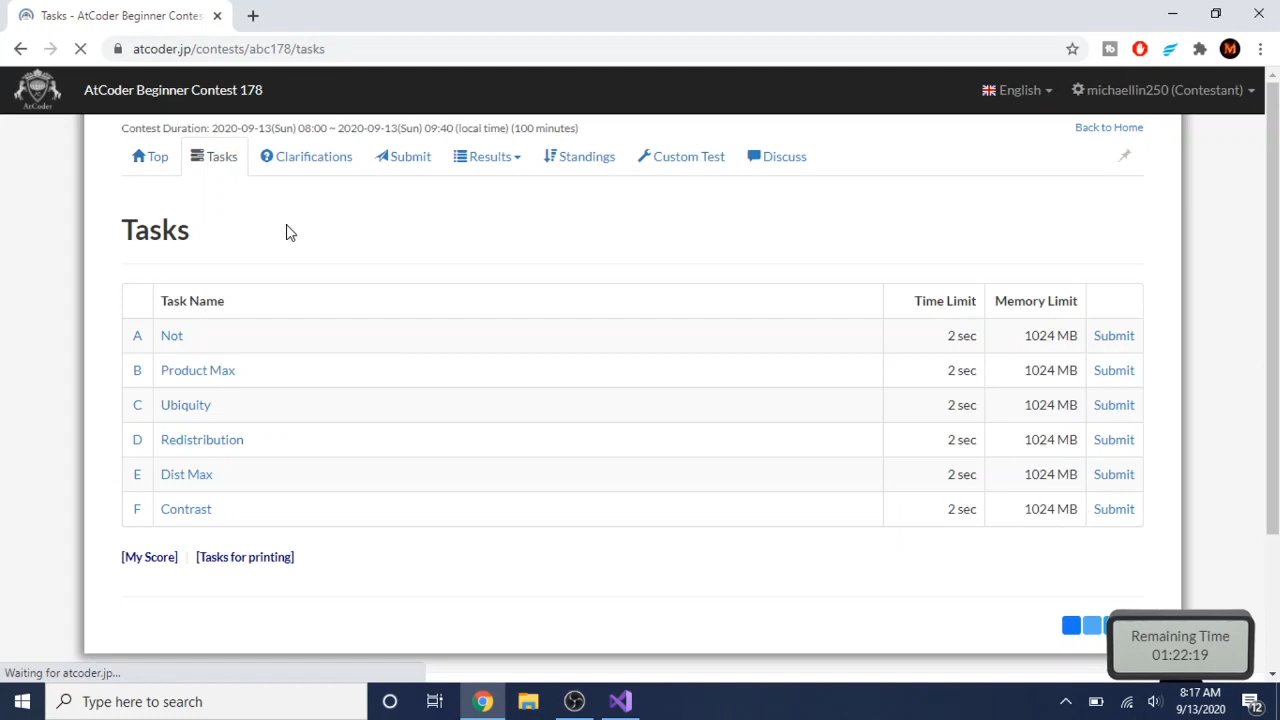 Tasks - AtCoder Beginner Contes
atcoder.jp/contests/abc178/tasks
AtCoder Beginner Contest 178
English
michaellin250 (Contestant)
Contest Duration: 2020-09-13(Sun) 08:00 ~ 2020-09-13(Sun) 09:40 (local time) (100 minutes)
Back to Home
Top
Tasks
Clarifications
Submit
Results
Standings
Custom Test
Discuss
Tasks
Task Name Time Limit Memory Limit
A Not 2 sec 1024 MB Submit
B Product Max 2 sec 1024 MB Submit
C Ubiquity 2 sec 1024 MB Submit
D Redistribution 2 sec 1024 MB Submit
E Dist Max 2 sec 1024 MB Submit
F Contrast 2 sec 1024 MB Submit
[My Score] [Tasks for printing]
Remaining Time
01:22:19
Waiting for atcoder.jp...
Type here to search
8:17 AM
9/13/2020
12